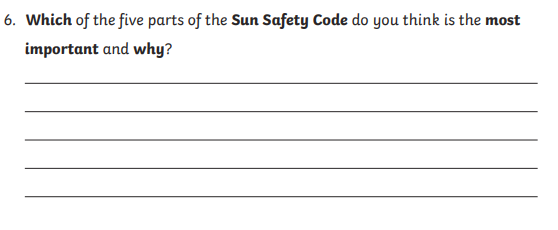 6. Which of the five parts of the Sun Safety Code do you think is the most
important and why?